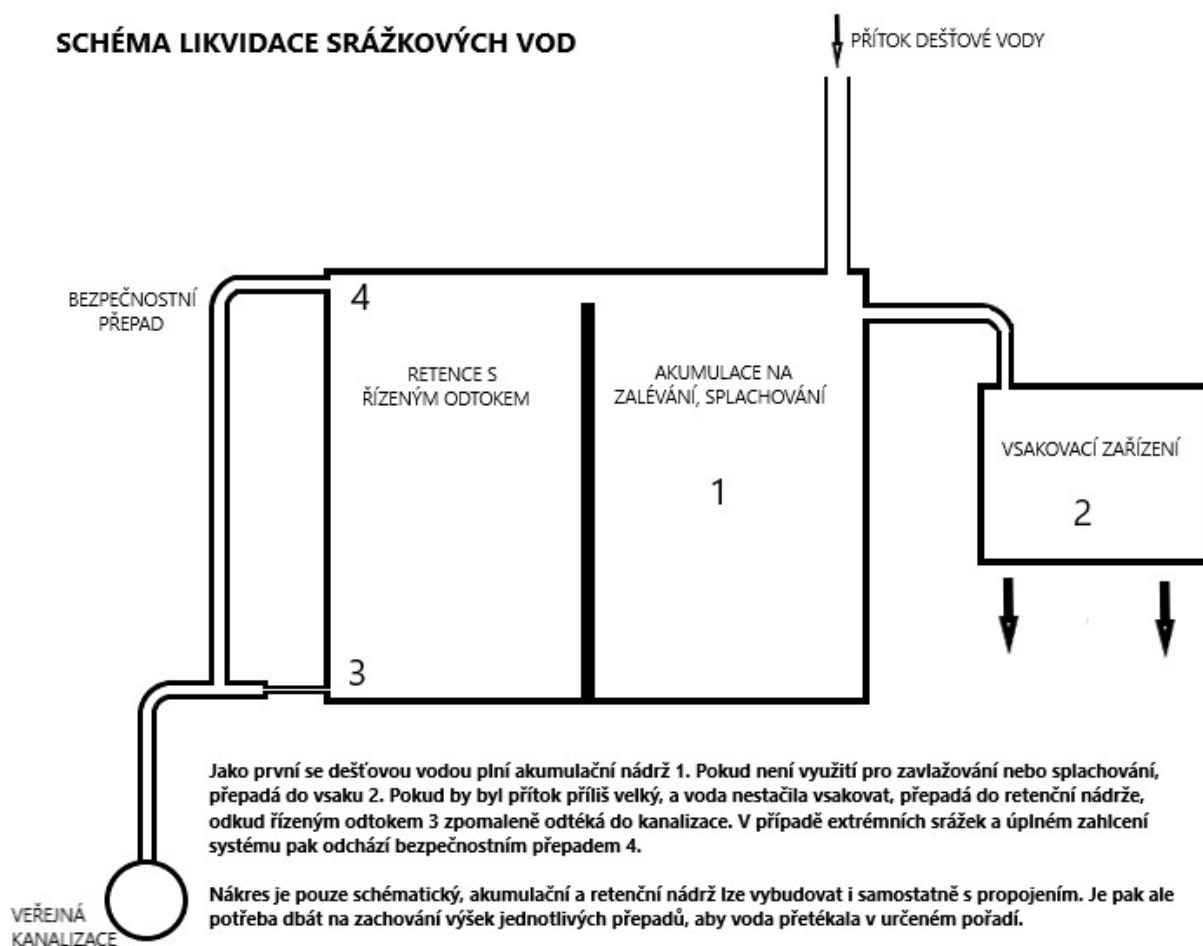 SCHÉMA LIKVIDACE SRÁŽKOVÝCH VOD
PŘÍTOK DEŠŤOVÉ VODY
BEZPEČNOSTNÍ
PŘEPAD
4
RETENCE S
ŘÍZENÝM ODTOKEM
AKUMULACE NA
ZALÉVÁNÍ, SPLACHOVÁNÍ
1
VSAKOVACÍ ZAŘÍZENÍ
2
3
Jako první se dešťovou vodou plní akumulační nádrž 1. Pokud není využití pro zavlažování nebo splachování,
přepadá do vsaku 2. Pokud by byl přítok příliš velký, a voda nestačila vsakovat, přepadá do retenční nádrže,
odkud řízeným odtokem 3 zpomaleně odtéká do kanalizace. V případě extrémních srážek a úplném zahlcení
systému pak odchází bezpečnostním přepadem 4.
Nákres je pouze schématický, akumulační a retenční nádrž lze vybudovat i samostatně s propojením. Je pak ale
potřeba dbát na zachování výšek jednotlivých přepadů, aby voda přetékala v určeném pořadí.
VEŘEJNÁ
KANALIZACE